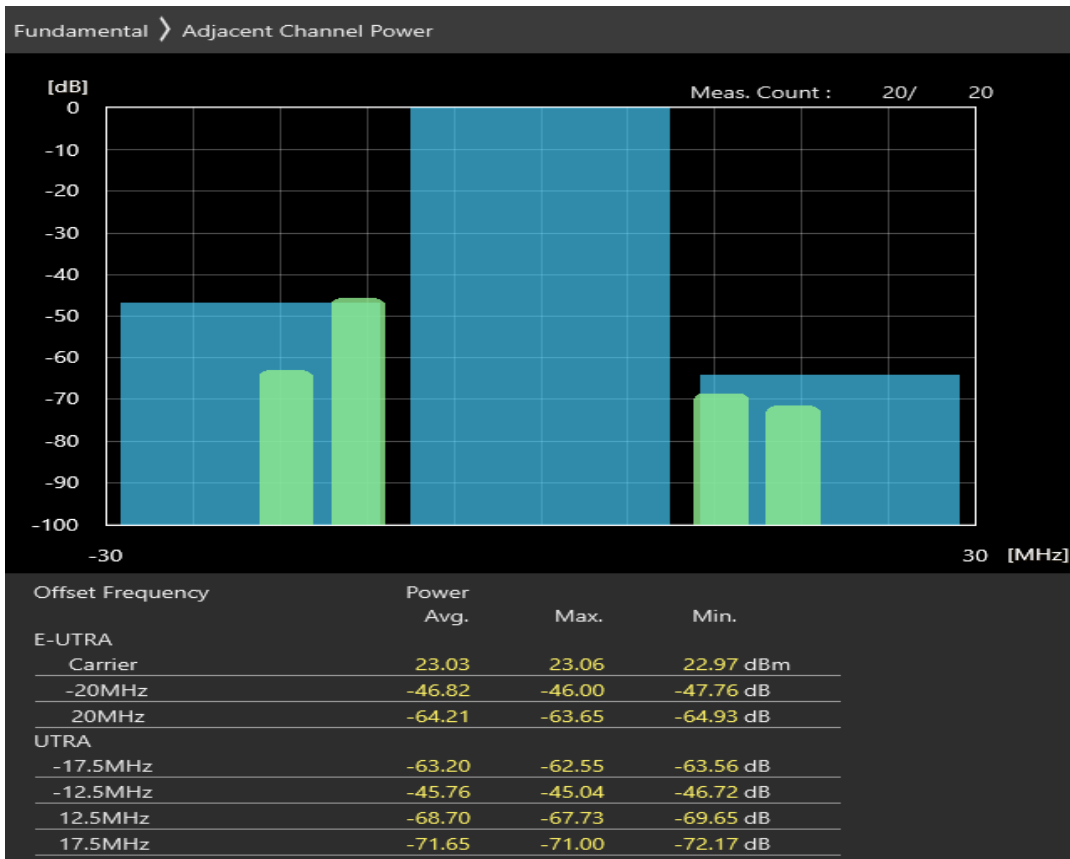 Fundamental 〉 Adjacent Channel Power
[dB]
Meas. Count : 20/ 20
0
-10
-20
-30
-40
-50
-60
-70
-80
-90
-100
-30 30 [MHz]
Offset Frequency Power
Avg. Max. Min.
E-UTRA
Carrier 23.03 23.06 22.97 dBm
-20MHz -46.82 -46.00 -47.76 dB
20MHz -64.21 -63.65 -64.93 dB
UTRA
-17.5MHz -63.20 -62.55 -63.56 dB
-12.5MHz -45.76 -45.04 -46.72 dB
12.5MHz -68.70 -67.73 -69.65 dB
17.5MHz -71.65 -71.00 -72.17 dB